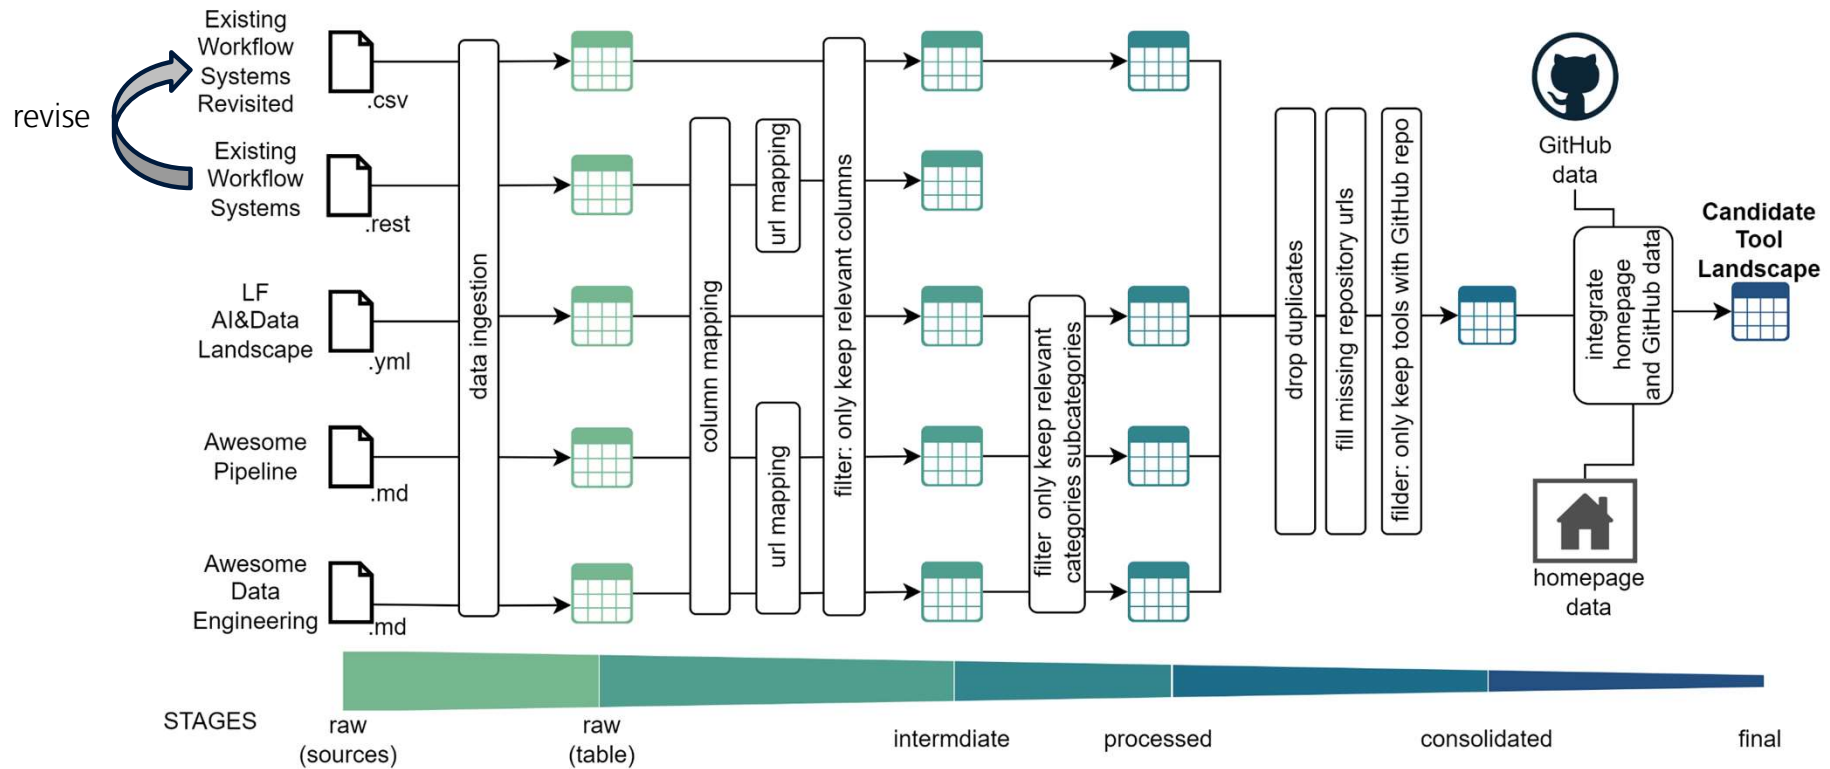 revise
Existing
Workflow
Systems
Revisited
.csv
Existing
Workflow
Systems
.rest
LF
AI&Data
Landscape
.yml
Awesome
Pipeline
.md
Awesome
Data
Engineering
.md
data ingestion
column mapping
url mapping
url mapping
filter: only keep relevant columns
filter  only keep relevant
categories subcategories
drop duplicates
fill missing repository urls
filder: only keep tools with GitHub repo
GitHub
data
integrate
homepage
and GitHub data
homepage
data
Candidate
Tool
Landscape
STAGES
raw
(sources)
raw
(table)
intermdiate
processed
consolidated
final